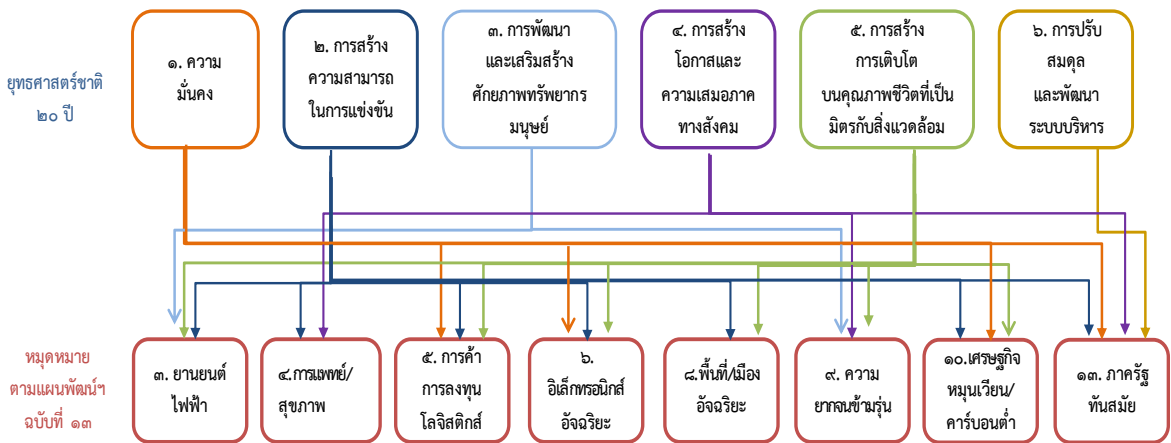 ยุทธศาสตร์ชาติ
๒๐ ปี
๑. ความ
มั่นคง
๒. การสร้าง
ความสามารถ
ในการแข่งขัน
๓. การพัฒนา
และเสริมสร้าง
ศักยภาพทรัพยากร
มนุษย์
๔. การสร้าง
โอกาสและ
ความเสมอภาค
ทางสังคม
๕. การสร้าง
การเติบโต
บนคุณภาพชีวิตที่เป็น
มิตรกับสิ่งแวดล้อม
๖. การปรับ
สมดุล
และพัฒนา
ระบบบริหาร
หมุดหมาย
ตามแผนพัฒน์ฯ
ฉบับที่ ๑๓
๓. ยานยนต์
ไฟฟ้า
๔.การแพทย์/
สุขภาพ
๕. การค้า
การลงทุน
โลจิสติกส์
๖.
อิเล็กทรอนิกส์
อัจฉริยะ
๘.พื้นที่/เมือง
อัจฉริยะ
๙. ความ
ยากจนข้ามรุ่น
๑๐.เศรษฐกิจ
หมุนเวียน/
คาร์บอนต่ำ
๑๓. ภาครัฐ
ทันสมัย